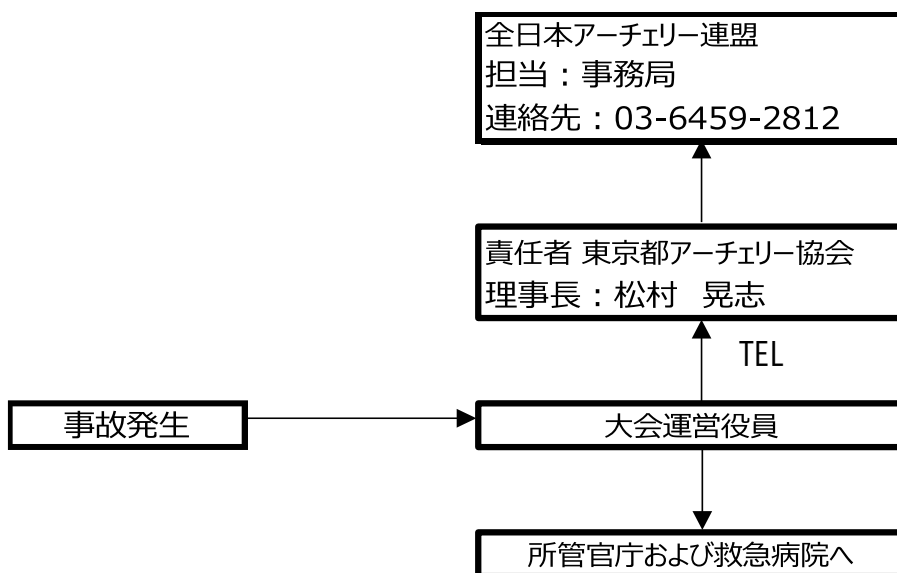 全日本アーチェリー連盟
担当：事務局
連絡先：03-6459-2812
責任者 東京都アーチェリー協会
理事長：松村　晃志
TEL
事故発生
大会運営役員
所管官庁および救急病院へ